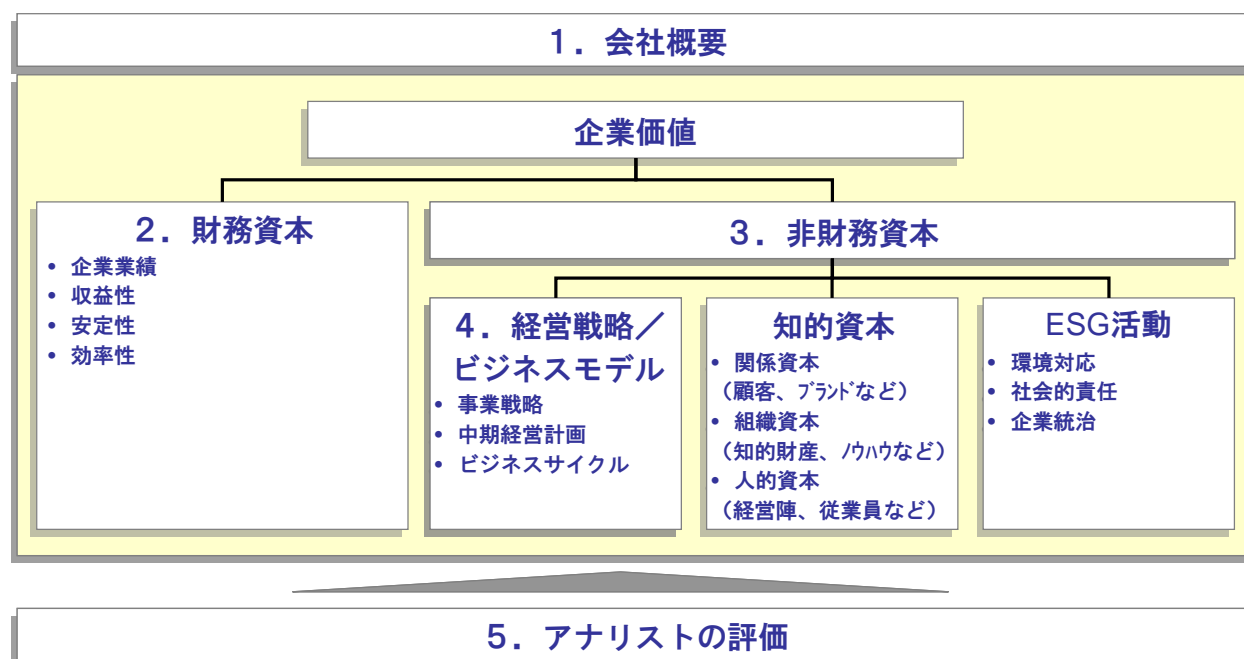 １．会社概要
企業価値
２．財務資本
• 企業業績
• 収益性
• 安定性
• 効率性
３．非財務資本
４．経営戦略／
ビジネスモデル
• 事業戦略
• 中期経営計画
• ビジネスサイクル
知的資本
• 関係資本
（顧客、ﾌﾞﾗﾝﾄﾞなど）
• 組織資本
（知的財産、ﾉｳﾊｳなど）
• 人的資本
（経営陣、従業員など）
ESG活動
• 環境対応
• 社会的責任
• 企業統治
５．アナリストの評価